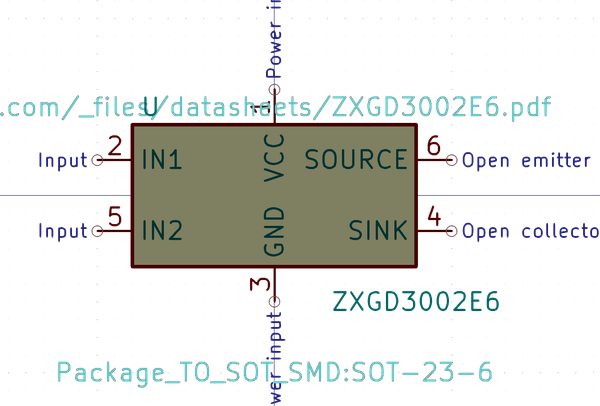 Power in
.com/_files/datasheets/ZXGD3002E6.pdf
U
1
VCC
Input 2 IN1 SOURCE 6 Open emitter
Input 5 IN2 SINK 4 Open collecto
GND
3
ZXGD3002E6
wer input
Package_TO_SOT_SMD:SOT-23-6